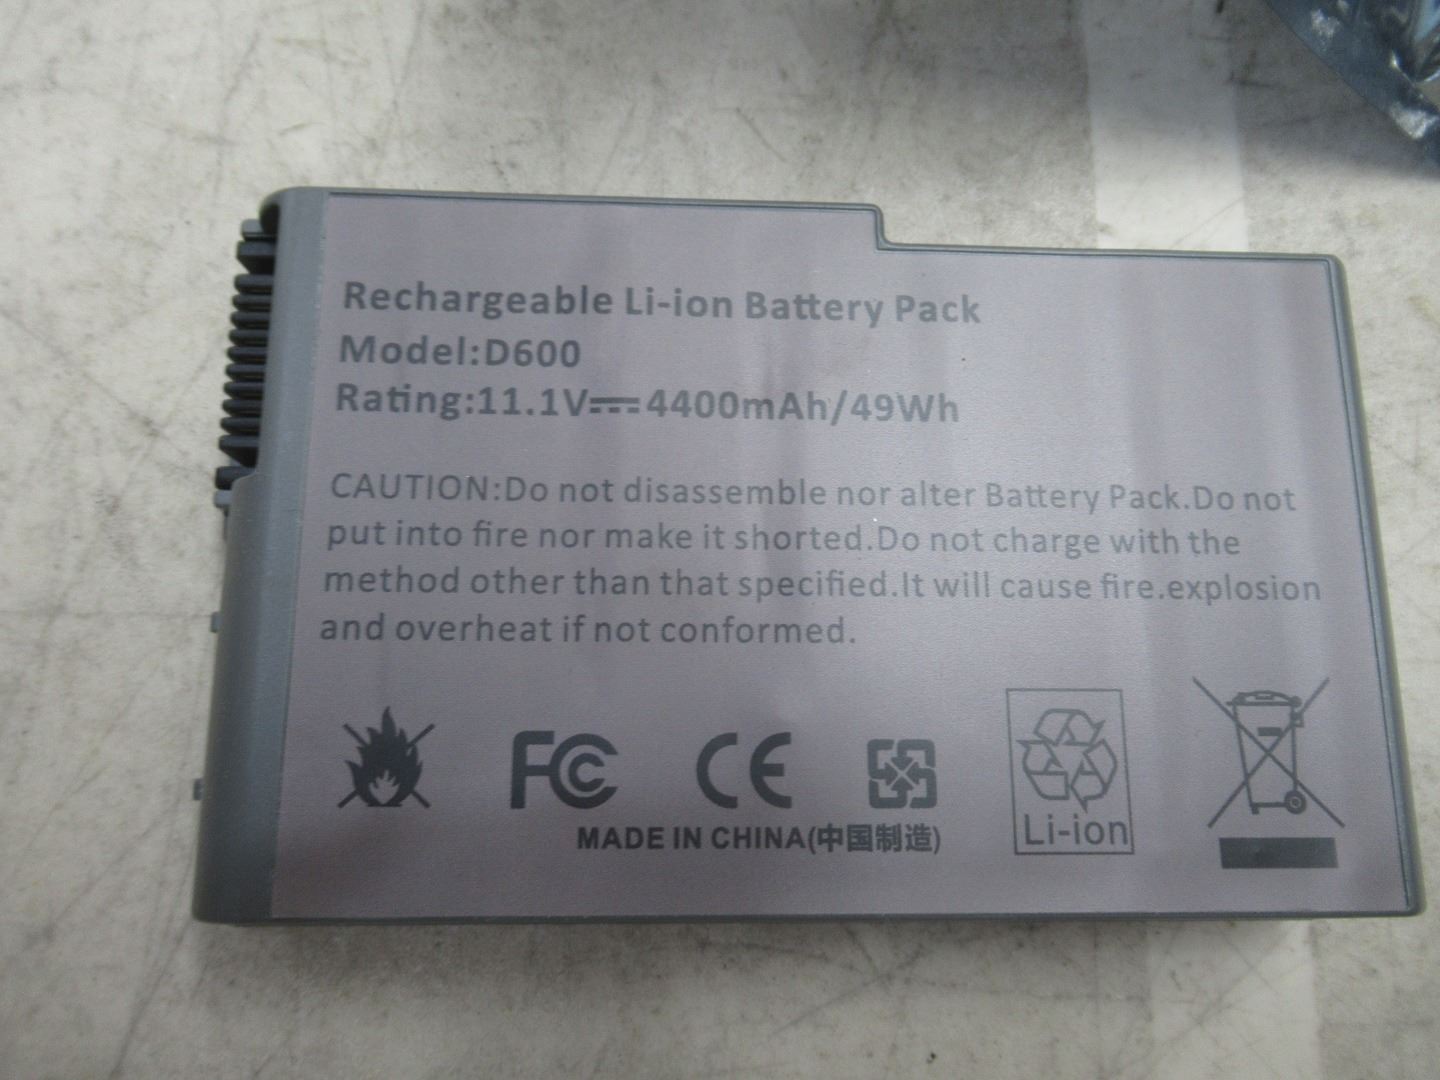 Rechargeable Li-ion Battery Pack
Model:D600
Rating:11.1V⎓4400mAh/49Wh
CAUTION:Do not disassemble nor alter Battery Pack.Do not
put into fire nor make it shorted.Do not charge with the
method other than that specified.It will cause fire.explosion
and overheat if not conformed.
FC CE
Li-ion
MADE IN CHINA(中国制造)